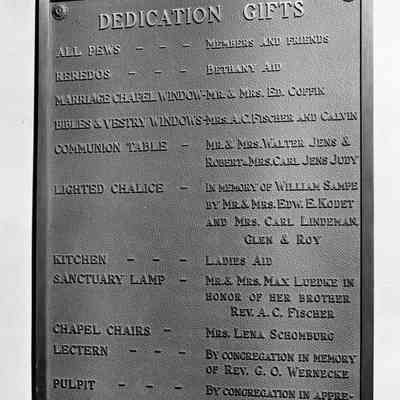 DEDICATION GIFTS
ALL PEWS - - - MEMBERS AND FRIENDS
REREDOS - - - BETHANY AID
MARRIAGE CHAPEL WINDOW-MR. & MRS. ED. COFFIN
BIBLES & VESTRY WINDOWS-MRS. A.C. FISCHER AND CALVIN
COMMUNION TABLE - MR. & MRS. WALTER JENS &
ROBERT & MRS. CARL JENS JUDY
LIGHTED CHALICE - IN MEMORY OF WILLIAM SAMPE
BY MR. & MRS. EDW. E. KODET
AND MRS. CARL LINDEMAN,
GLEN & ROY
KITCHEN - - - LADIES AID
SANCTUARY LAMP - MR. & MRS. MAX LUEDKE IN
HONOR OF HER BROTHER
REV. A. C. FISCHER
CHAPEL CHAIRS - MRS. LENA SCHOMBURG
LECTERN - - - BY CONGREGATION IN MEMORY
OF REV. G. O. WERNECKE
PULPIT - - - BY CONGREGATION IN APPRE-